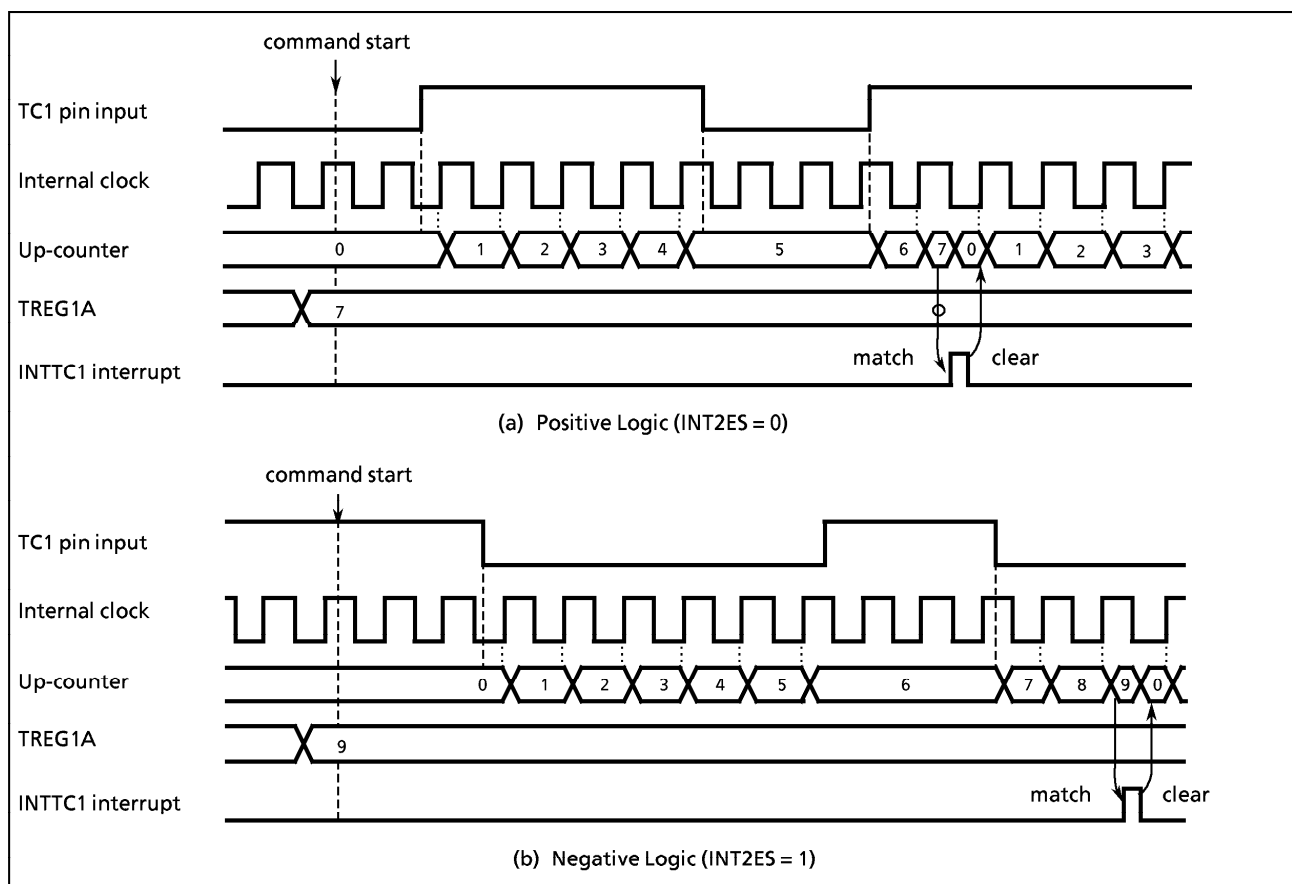 command start
TC1 pin input
Internal clock
Up-counter 0 1 2 3 4 5 6 7 0 1 2 3
TREG1A 7
match clear
INTTC1 interrupt
(a) Positive Logic (INT2ES = 0)
command start
TC1 pin input
Internal clock
Up-counter 0 1 2 3 4 5 6 7 8 9 0
TREG1A 9
INTTC1 interrupt match clear
(b) Negative Logic (INT2ES = 1)